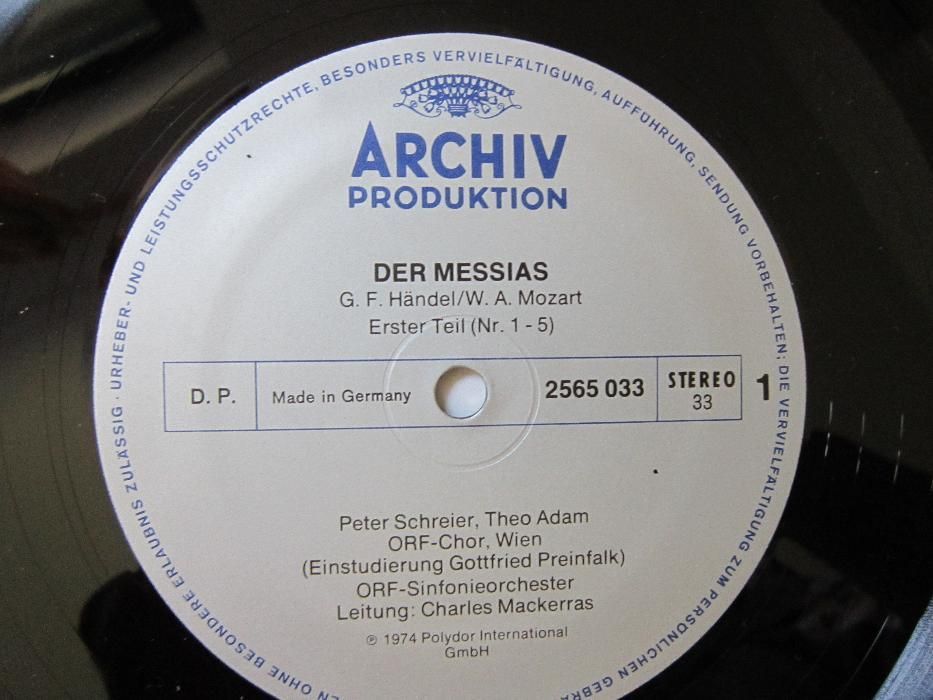 ARCHIV
PRODUKTION
DER MESSIAS
G. F. Händel/W. A. Mozart
Erster Teil (Nr. 1 - 5)
D. P.
Made in Germany
2565 033
STEREO
33
1
Peter Schreier, Theo Adam
ORF-Chor, Wien
(Einstudierung Gottfried Preinfalk)
ORF-Sinfonieorchester
Leitung: Charles Mackerras
℗ 1974 Polydor International
GmbH
OHNE BESONDERE ERLAUBNIS ZULÄSSIG · URHEBER- UND LEISTUNGSSCHUTZRECHTE, BESONDERS VERVIELFÄLTIGUNG, AUFFÜHRUNG, SENDUNG VORBEHALTEN; DIE VERVIELFÄLTIGUNG ZUM PERSÖNLICHEN